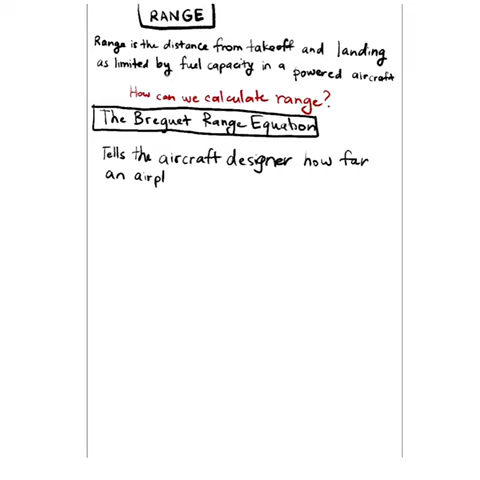 RANGE
Range is the distance from takeoff and landing
as limited by fuel capacity in a powered aircraft
How can we calculate range?
The Breguet Range Equation
Tells the aircraft designer how far
an airpl